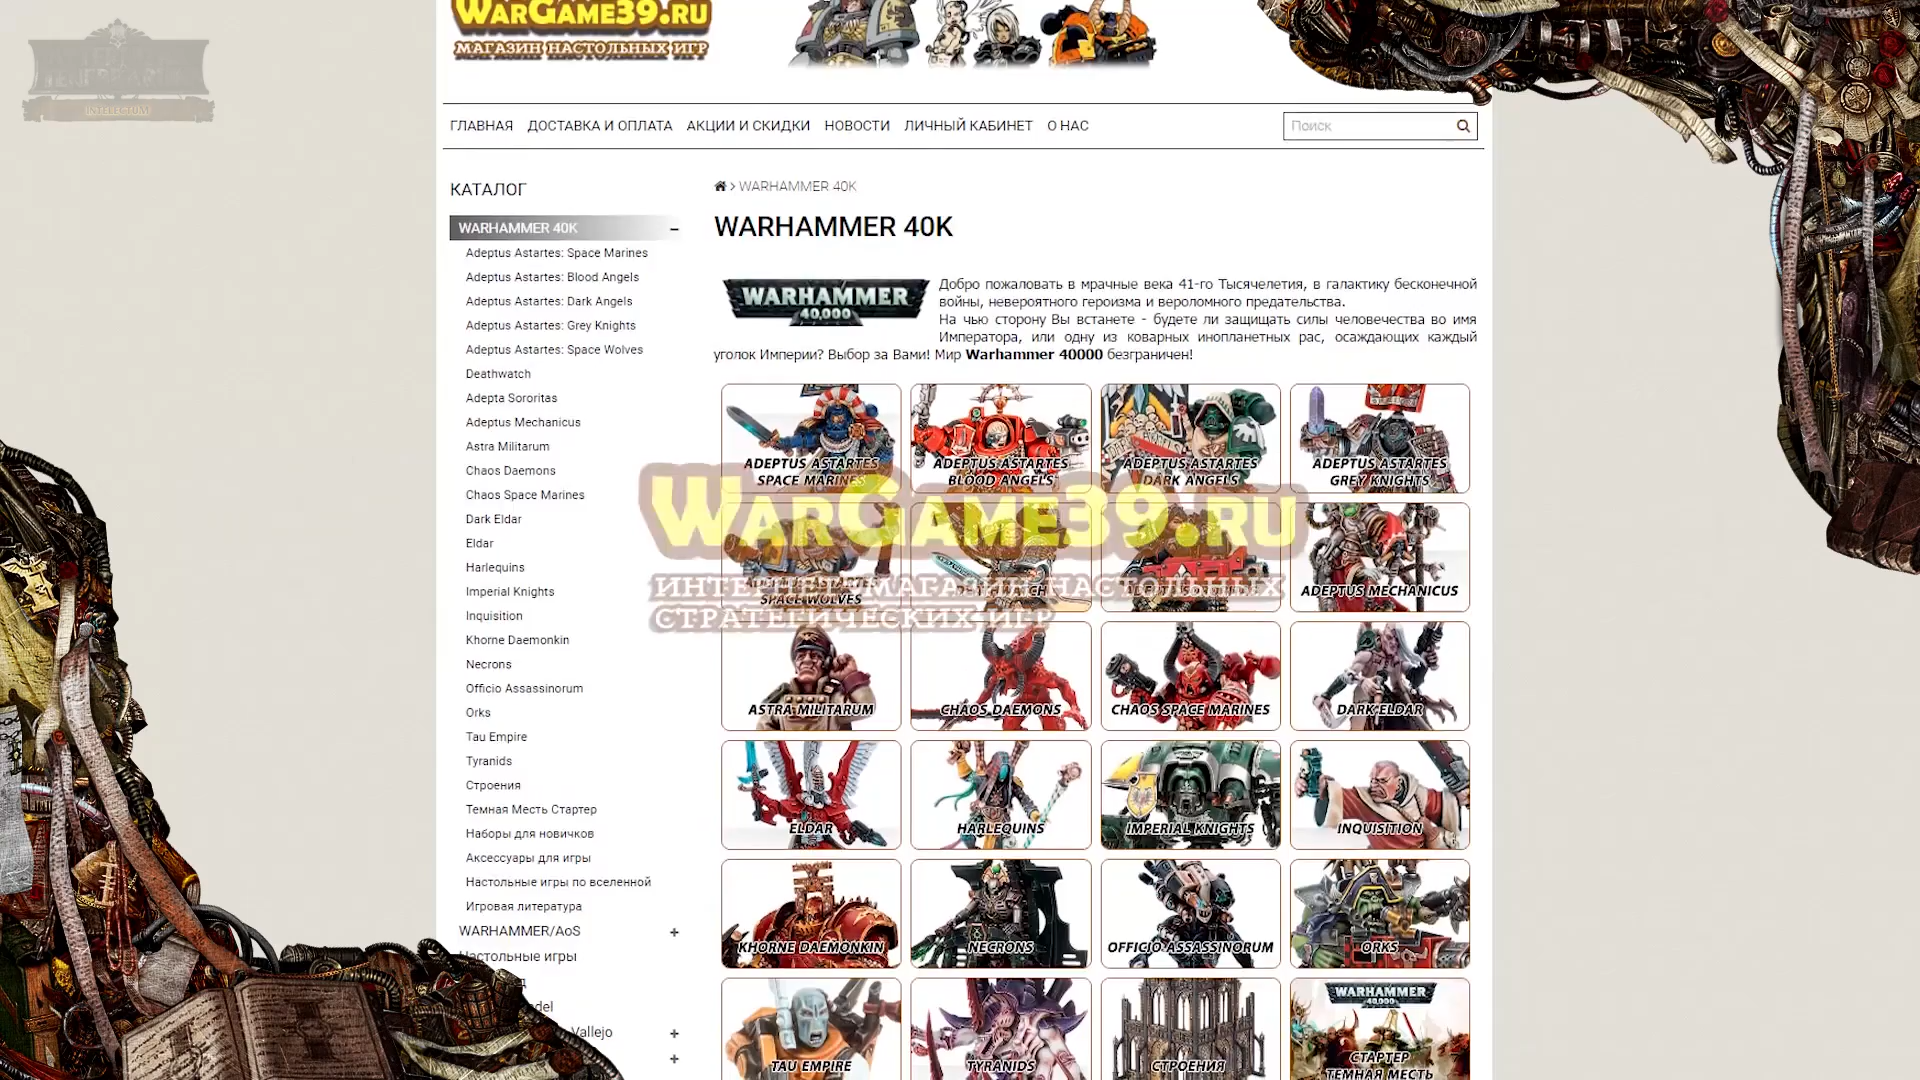 WARGAME39.RU
МАГАЗИН НАСТОЛЬНЫХ ИГР
INTELECTUM
ГЛАВНАЯ ДОСТАВКА И ОПЛАТА АКЦИИ И СКИДКИ НОВОСТИ ЛИЧНЫЙ КАБИНЕТ О НАС
Поиск
КАТАЛОГ
WARHAMMER 40K
Adeptus Astartes: Space Marines
Adeptus Astartes: Blood Angels
Adeptus Astartes: Dark Angels
Adeptus Astartes: Grey Knights
Adeptus Astartes: Space Wolves
Deathwatch
Adepta Sororitas
Adeptus Mechanicus
Astra Militarum
Chaos Daemons
Chaos Space Marines
Dark Eldar
Eldar
Harlequins
Imperial Knights
Inquisition
Khorne Daemonkin
Necrons
Officio Assassinorum
Orks
Tau Empire
Tyranids
Строения
Темная Месть Стартер
Наборы для новичков
Аксессуары для игры
Настольные игры по вселенной
Игровая литература
WARHAMMER/AoS
Настольные игры
Vallejo
WARHAMMER 40K
WARHAMMER 40K
WARHAMMER
40,000
Добро пожаловать в мрачные века 41-го Тысячелетия, в галактику бесконечной
войны, невероятного героизма и вероломного предательства.
На чью сторону Вы встанете - будете ли защищать силы человечества во имя
Императора, или одну из коварных инопланетных рас, осаждающих каждый
уголок Империи? Выбор за Вами! Мир Warhammer 40000 безграничен!
ADEPTUS ASTARTES
SPACE MARINES
ADEPTUS ASTARTES
BLOOD ANGELS
ADEPTUS ASTARTES
DARK ANGELS
ADEPTUS ASTARTES
GREY KNIGHTS
WARGAME39.RU
ИНТЕРНЕТ-МАГАЗИН НАСТОЛЬНЫХ
СТРАТЕГИЧЕСКИХ ИГР
SPACE WOLVES
ADEPTUS MECHANICUS
ASTRA MILITARUM
CHAOS DAEMONS
CHAOS SPACE MARINES
DARK ELDAR
ELDAR
HARLEQUINS
IMPERIAL KNIGHTS
INQUISITION
KHORNE DAEMONKIN
NECRONS
OFFICIO ASSASSINORUM
ORKS
TAU EMPIRE
TYRANIDS
СТРОЕНИЯ
WARHAMMER
40,000
СТАРТЕР
ТЕМНАЯ МЕСТЬ